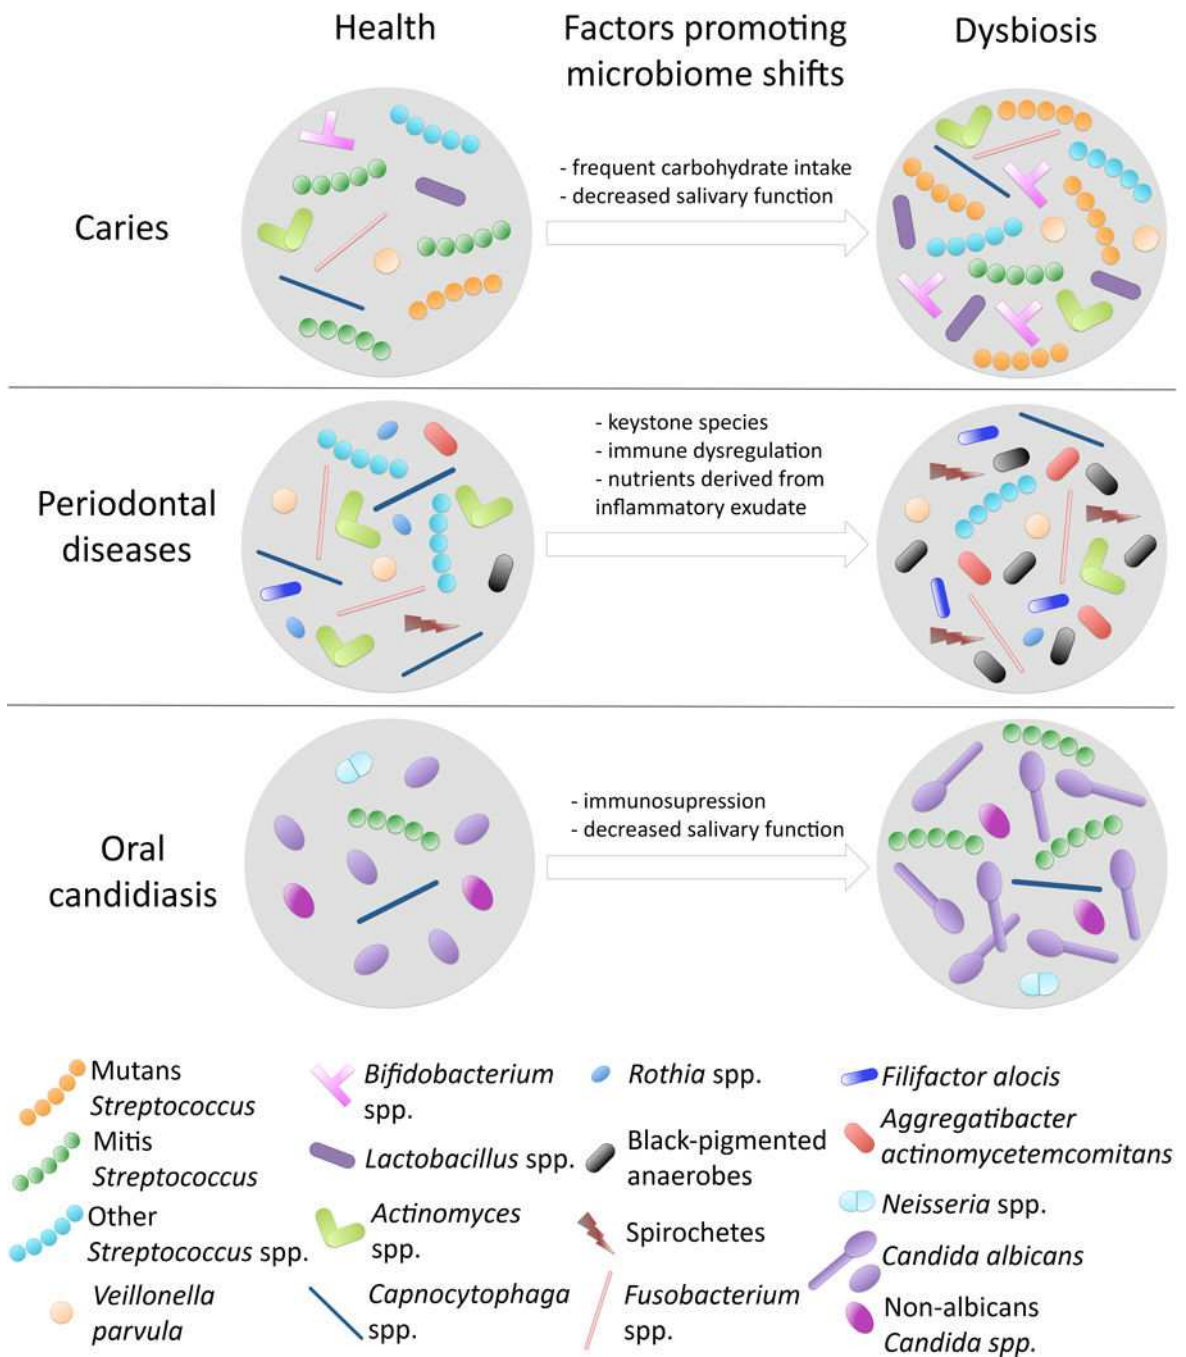 Health
Factors promoting
microbiome shifts
Dysbiosis
Caries
- frequent carbohydrate intake
- decreased salivary function
Periodontal
diseases
- keystone species
- immune dysregulation
- nutrients derived from
inflammatory exudate
Oral
candidiasis
- immunosupression
- decreased salivary function
Mutans
Streptococcus
Mitis
Streptococcus
Other
Streptococcus spp.
Veillonella
parvula
Bifidobacterium
spp.
Lactobacillus spp.
Actinomyces
spp.
Capnocytophaga
spp.
Rothia spp.
Black-pigmented
anaerobes
Spirochetes
Fusobacterium
spp.
Filifactor alocis
Aggregatibacter
actinomycetemcomitans
Neisseria spp.
Candida albicans
Non-albicans
Candida spp.